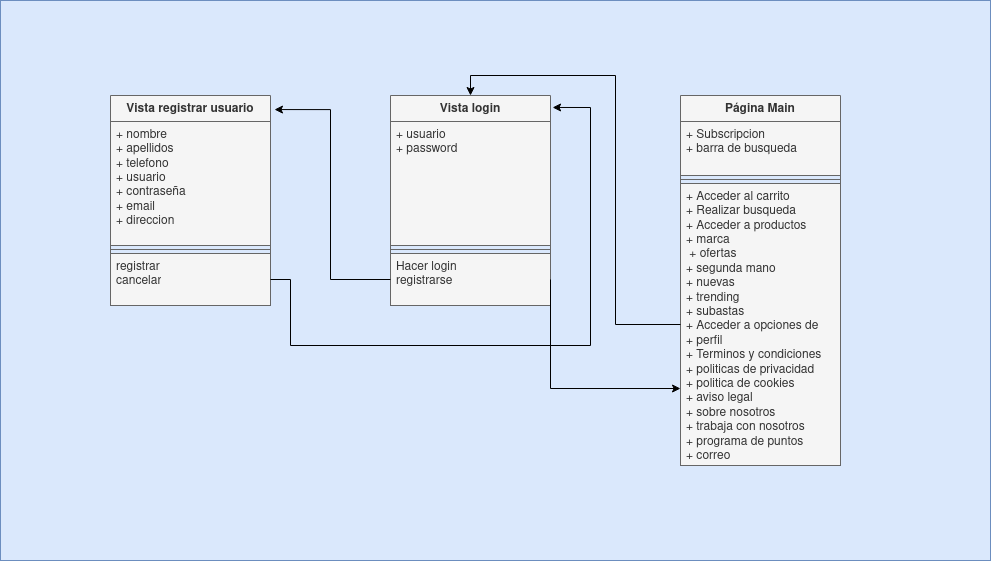 Vista registrar usuario
+ nombre
+ apellidos
+ telefono
+ usuario
+ contraseña
+ email
+ direccion
registrar
cancelar
Vista login
+ usuario
+ password
Hacer login
registrarse
Página Main
+ Subscripcion
+ barra de busqueda
+ Acceder al carrito
+ Realizar busqueda
+ Acceder a productos
+ marca
+ ofertas
+ segunda mano
+ nuevas
+ trending
+ subastas
+ Acceder a opciones de
+ perfil
+ Terminos y condiciones
+ politicas de privacidad
+ politica de cookies
+ aviso legal
+ sobre nosotros
+ trabaja con nosotros
+ programa de puntos
+ correo